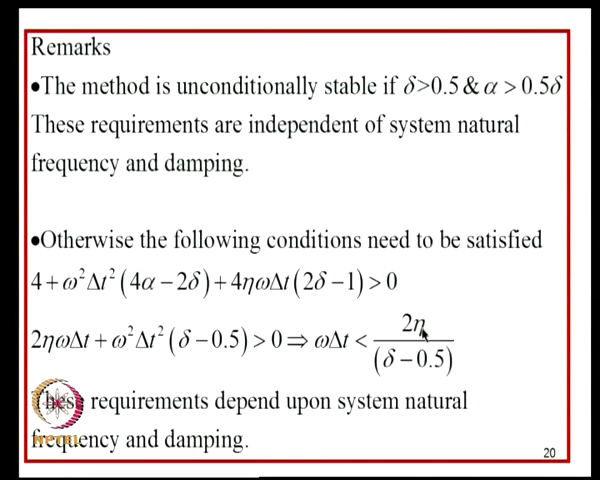 Remarks
•The method is unconditionally stable if δ>0.5 & α > 0.5δ
These requirements are independent of system natural
frequency and damping.
•Otherwise the following conditions need to be satisfied
4 + ω²Δt²(4α − 2δ) + 4ηωΔt(2δ − 1) > 0
2ηωΔt + ω²Δt²(δ − 0.5) > 0 ⇒ ωΔt < 2η / (δ − 0.5)
These requirements depend upon system natural
frequency and damping.
NPTEL
20